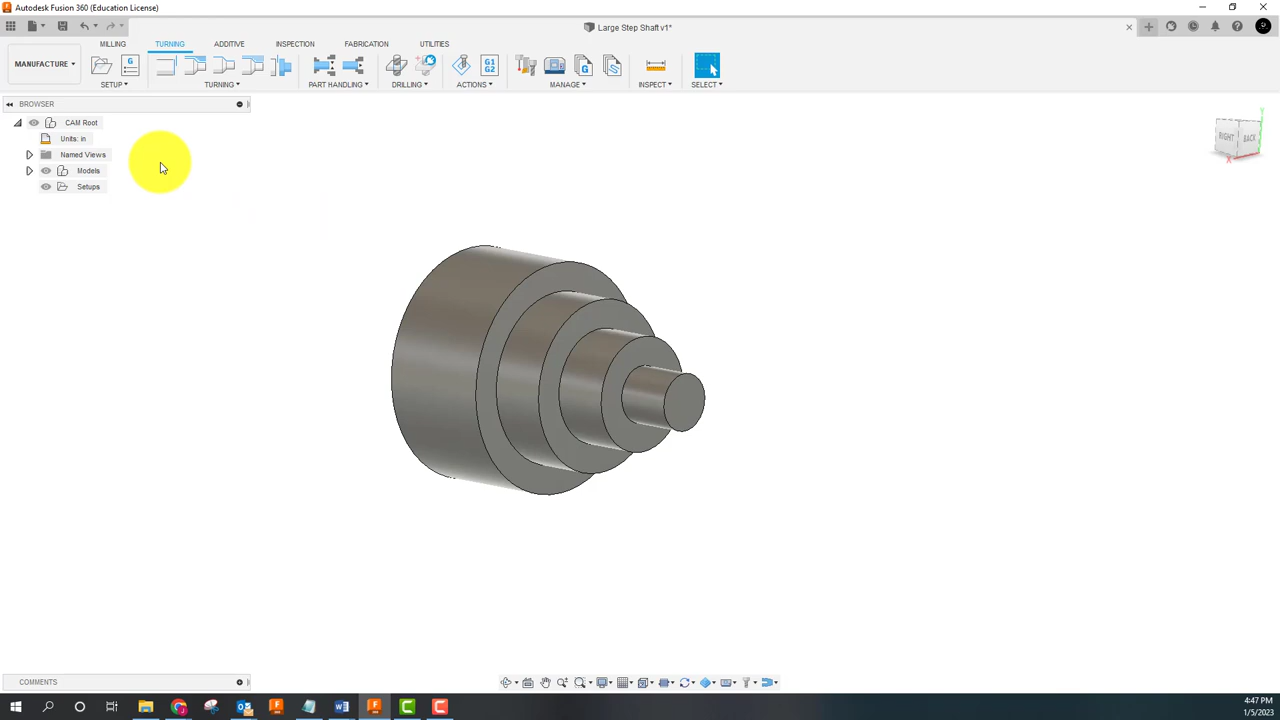 Autodesk Fusion 360 (Education License)
Large Step Shaft v1*
MILLING TURNING ADDITIVE INSPECTION FABRICATION UTILITIES
MANUFACTURE
G
G1
G2
G
SETUP TURNING PART HANDLING DRILLING ACTIONS MANAGE INSPECT SELECT
BROWSER
CAM Root
Units: in
Named Views
Models
Setups
RIGHT BACK
Y
X
COMMENTS
4:47 PM
1/5/2023